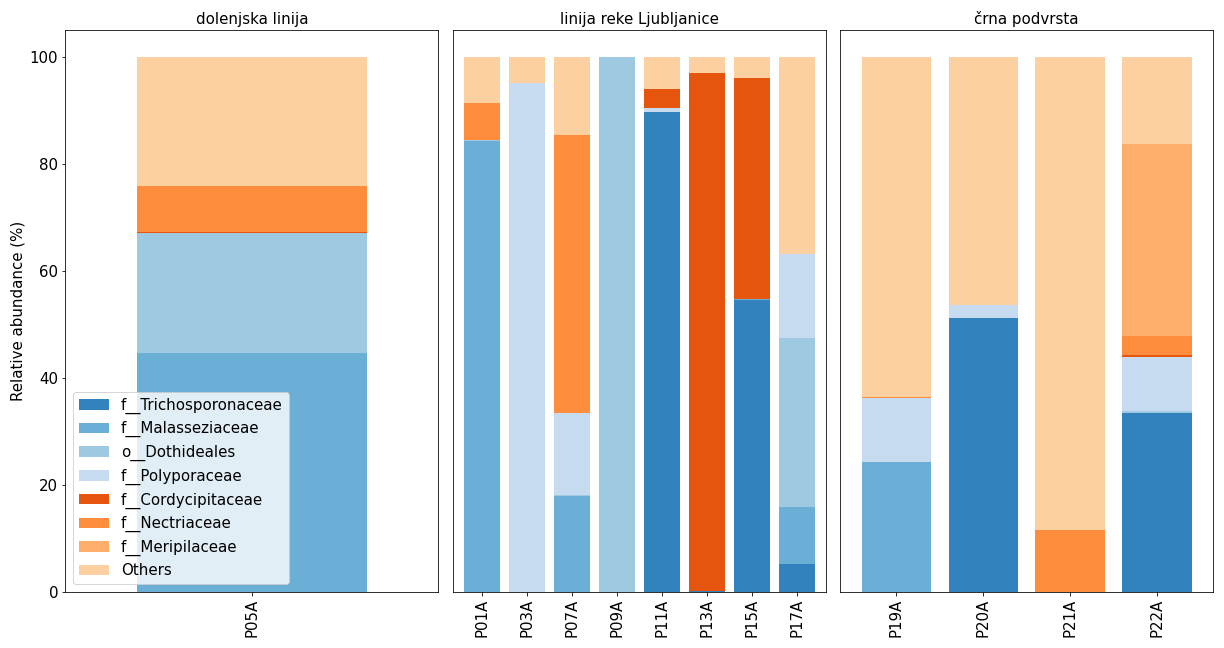 dolenjska linija
linija reke Ljubljanice
črna podvrsta
Relative abundance (%)
100
80
60
40
20
0
f__Trichosporonaceae
f__Malasseziaceae
o__Dothideales
f__Polyporaceae
f__Cordycipitaceae
f__Nectriaceae
f__Meripilaceae
Others
P05A
P01A
P03A
P07A
P09A
P11A
P13A
P15A
P17A
P19A
P20A
P21A
P22A